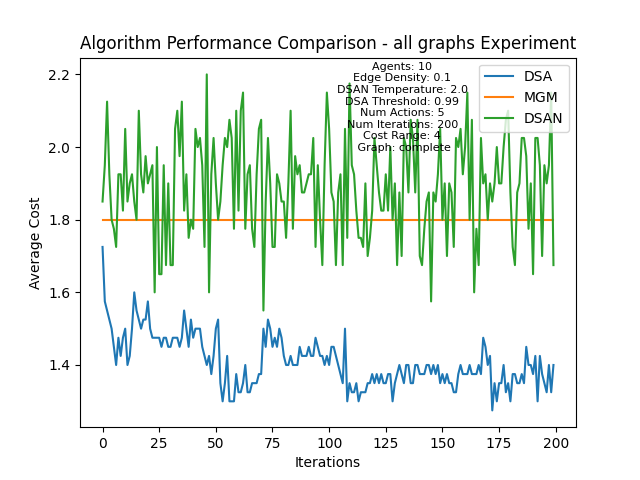 Algorithm Performance Comparison - all graphs Experiment
Agents: 10
Edge Density: 0.1
DSAN Temperature: 2.0
DSA Threshold: 0.99
Num Actions: 5
Num Iterations: 200
Cost Range: 4
Graph: complete
DSA
MGM
DSAN
2.2
2.0
1.8
1.6
1.4
Average Cost
0 25 50 75 100 125 150 175 200
Iterations